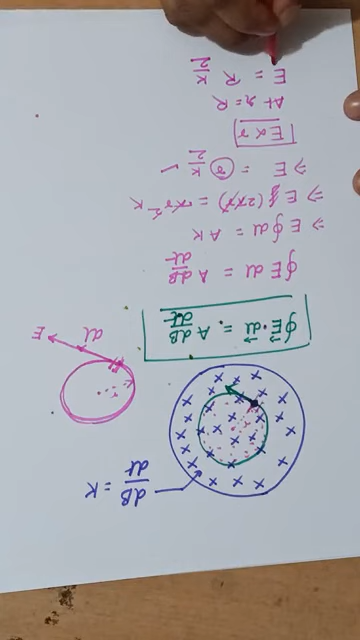 dB/dt = K
∮E⃗·dl⃗ = A dB/dt
E
dl
r
∮E dl = A dB/dt
⇒ E∮dl = AK
⇒ E (2πr) = πr²K
⇒ E = r K/2 ✓
E ∝ r
At r = R
E = R K/2